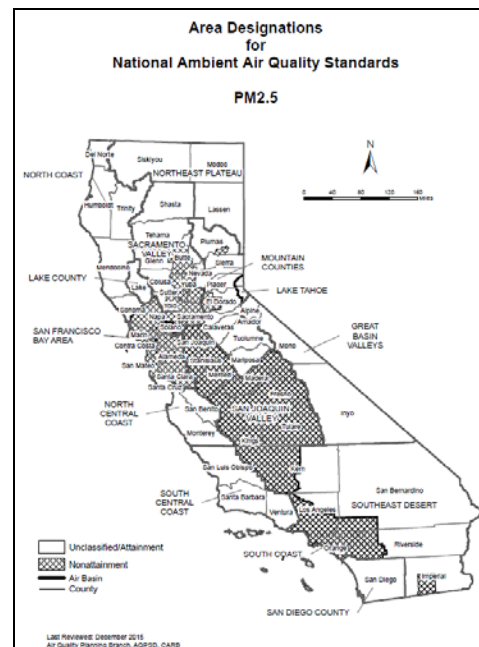 Area Designations
for
National Ambient Air Quality Standards
PM2.5
N
0 40 80 120 160
Miles
Del Norte
Siskiyou
Modoc
NORTHEAST PLATEAU
NORTH COAST
Humboldt
Trinity
Shasta
Lassen
Tehama
SACRAMENTO
VALLEY
Plumas
Butte
Glenn
Sierra
MOUNTAIN
COUNTIES
Mendocino
Nevada
Colusa
Yuba
Placer
LAKE COUNTY
Lake
Sutter
LAKE TAHOE
Yolo
El Dorado
Sonoma
Napa
Sacramento
Alpine
Amador
Solano
Calaveras
SAN FRANCISCO
BAY AREA
Marin
San Joaquin
Tuolumne
Mono
GREAT
BASIN
VALLEYS
Contra Costa
Alameda
Stanislaus
Mariposa
San Mateo
Santa Clara
Merced
Madera
Santa Cruz
Fresno
NORTH
CENTRAL
COAST
San Benito
SAN JOAQUIN
VALLEY
Inyo
Monterey
Tulare
Kings
San Luis Obispo
Kern
SOUTH
CENTRAL
COAST
Santa Barbara
San Bernardino
SOUTHEAST DESERT
Ventura
Los Angeles
SOUTH COAST
Orange
Riverside
San Diego
Imperial
SAN DIEGO COUNTY
Unclassified/Attainment
Nonattainment
Air Basin
County
Last Reviewed: December 2015
Air Quality Planning Branch, AQPSD, CARB